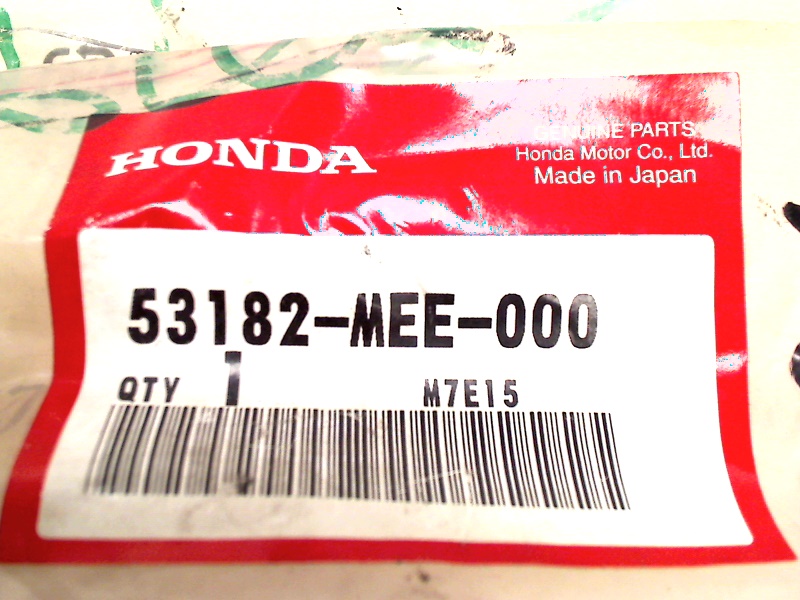 HONDA
GENUINE PARTS
Honda Motor Co., Ltd.
Made in Japan
53182-MEE-000
QTY 1 M7E15